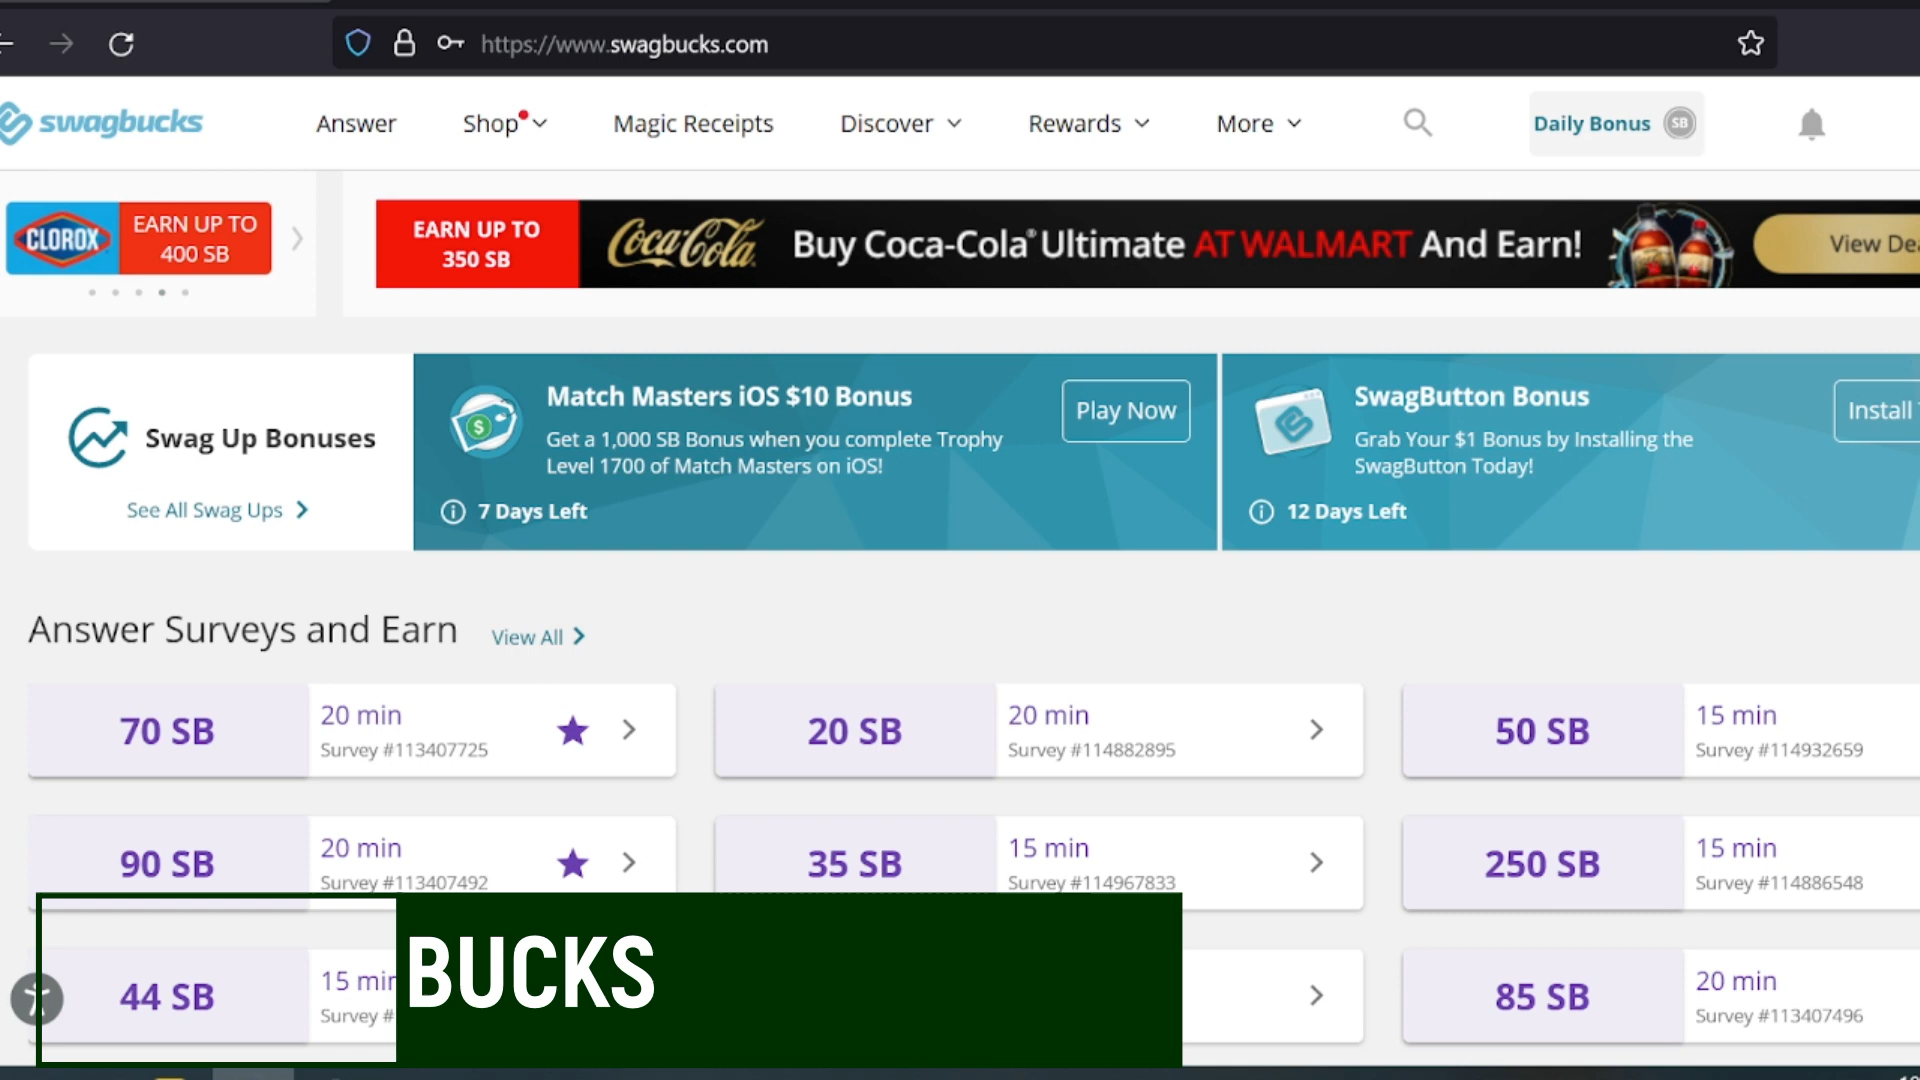 https://www.swagbucks.com
swagbucks
Answer
Shop
Magic Receipts
Discover
Rewards
More
Daily Bonus SB
CLOROX
EARN UP TO
400 SB
EARN UP TO
350 SB
Coca-Cola
Buy Coca-Cola® Ultimate AT WALMART And Earn!
View
Swag Up Bonuses
See All Swag Ups
Match Masters iOS $10 Bonus
Get a 1,000 SB Bonus when you complete Trophy
Level 1700 of Match Masters on iOS!
7 Days Left
Play Now
SwagButton Bonus
Grab Your $1 Bonus by Installing the
SwagButton Today!
12 Days Left
Install
Answer Surveys and Earn
View All
70 SB
20 min
Survey #113407725
20 SB
20 min
Survey #114882895
50 SB
15 min
Survey #114932659
90 SB
20 min
Survey #113407492
35 SB
15 min
Survey #114967833
250 SB
15 min
Survey #114886548
44 SB
15 min
Survey #
85 SB
20 min
Survey #113407496
BUCKS